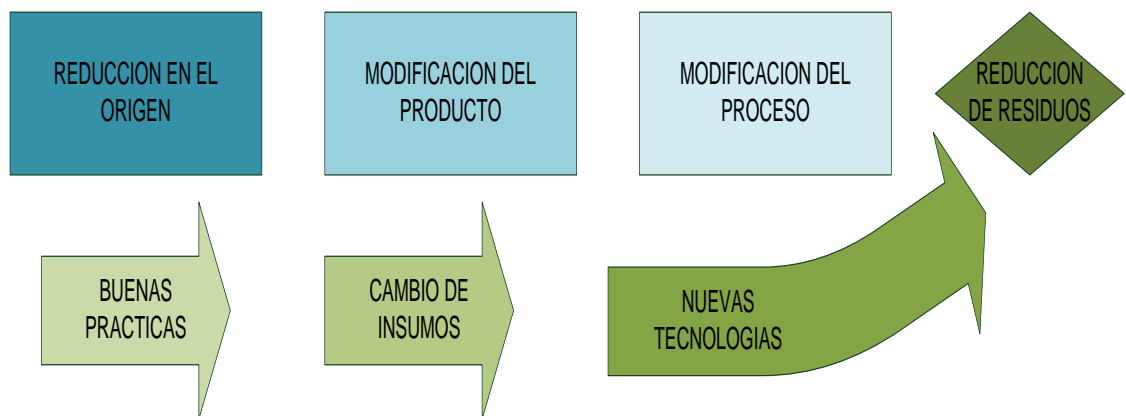 REDUCCION EN EL
ORIGEN
MODIFICACION DEL
PRODUCTO
MODIFICACION DEL
PROCESO
REDUCCION
DE RESIDUOS
BUENAS
PRACTICAS
CAMBIO DE
INSUMOS
NUEVAS
TECNOLOGIAS